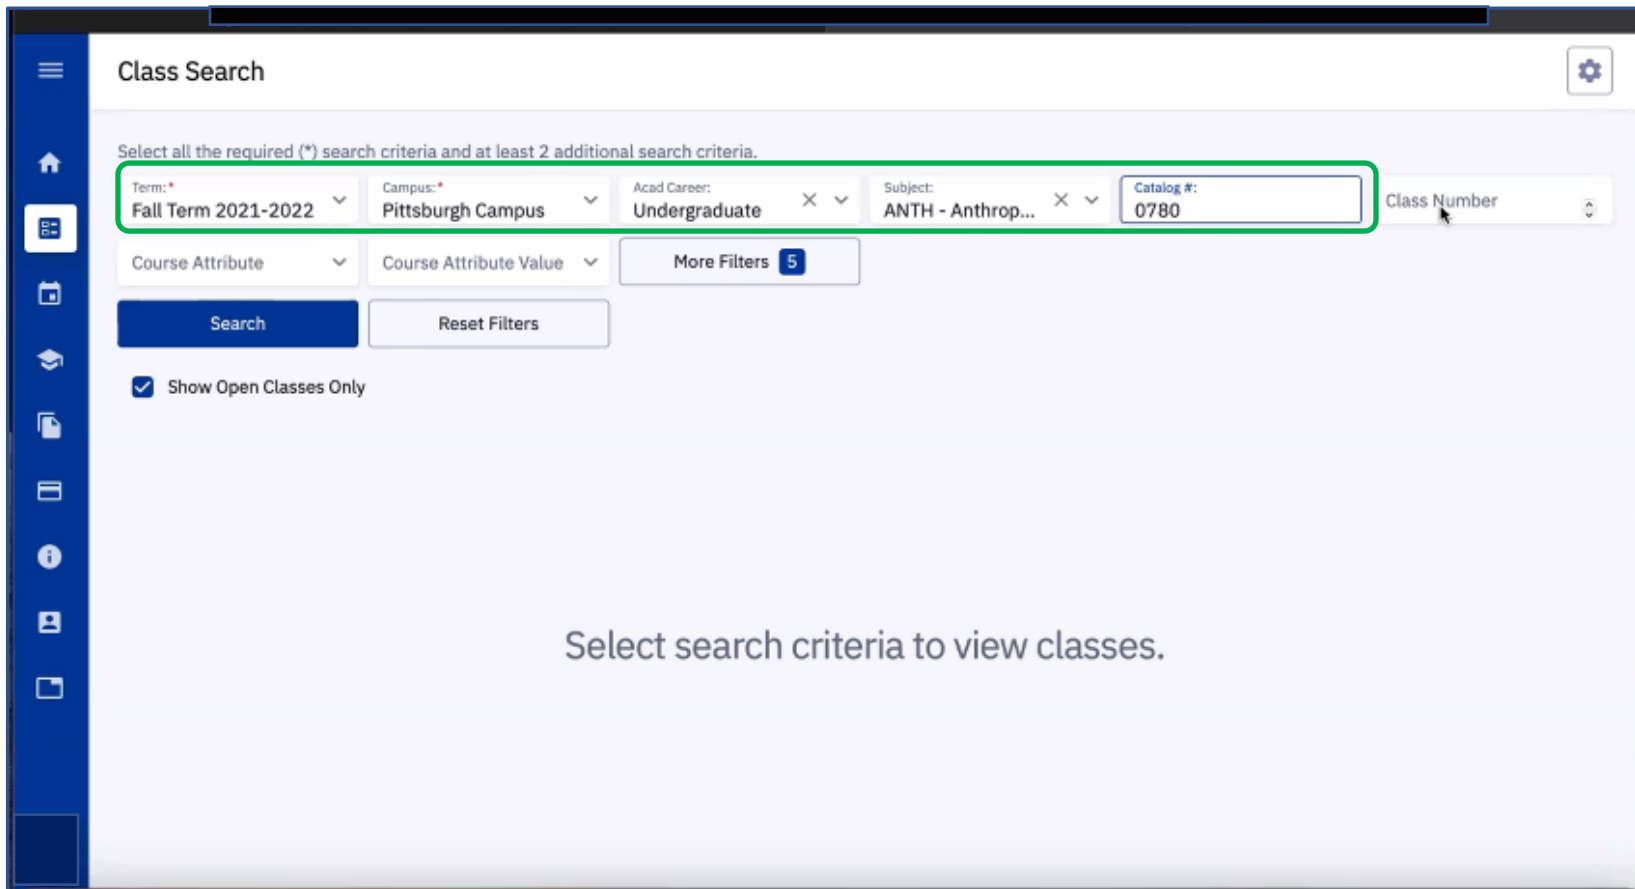 Class Search
Select all the required (*) search criteria and at least 2 additional search criteria.
Term:* Campus:* Acad Career: Subject: Catalog #:
Fall Term 2021-2022 Pittsburgh Campus Undergraduate ANTH - Anthrop... 0780 Class Number
Course Attribute Course Attribute Value More Filters 5
Search Reset Filters
Show Open Classes Only
Select search criteria to view classes.